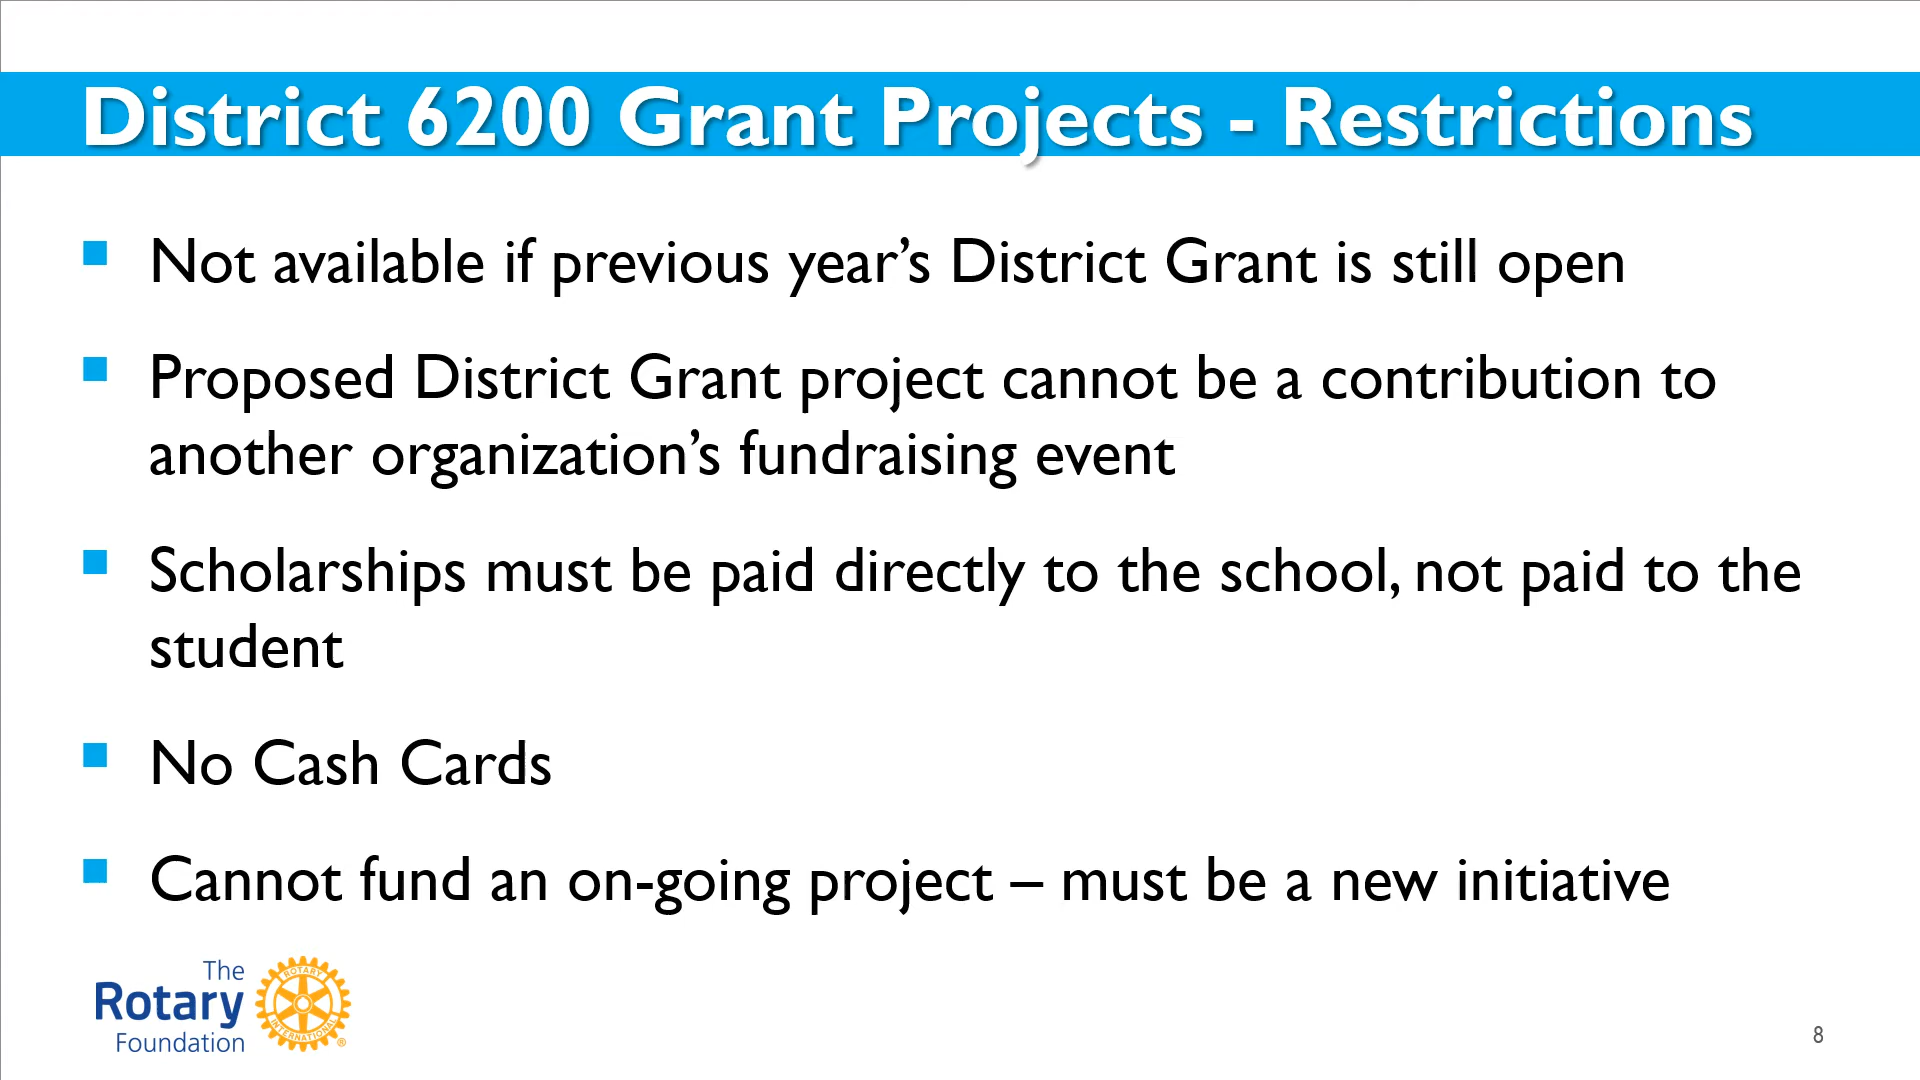 District 6200 Grant Projects - Restrictions
Not available if previous year’s District Grant is still open
Proposed District Grant project cannot be a contribution to
another organization’s fundraising event
Scholarships must be paid directly to the school, not paid to the
student
No Cash Cards
Cannot fund an on-going project – must be a new initiative
The
Rotary
Foundation
ROTARY
INTERNATIONAL
®
8